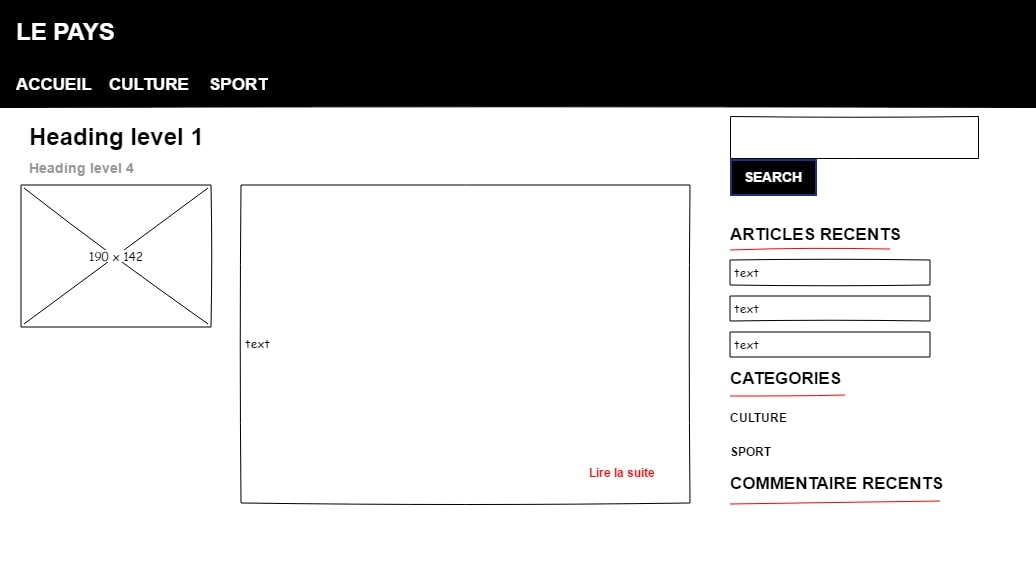 LE PAYS
ACCUEIL CULTURE SPORT
Heading level 1
Heading level 4
190 x 142
text
Lire la suite
SEARCH
ARTICLES RECENTS
text
text
text
CATEGORIES
CULTURE
SPORT
COMMENTAIRE RECENTS